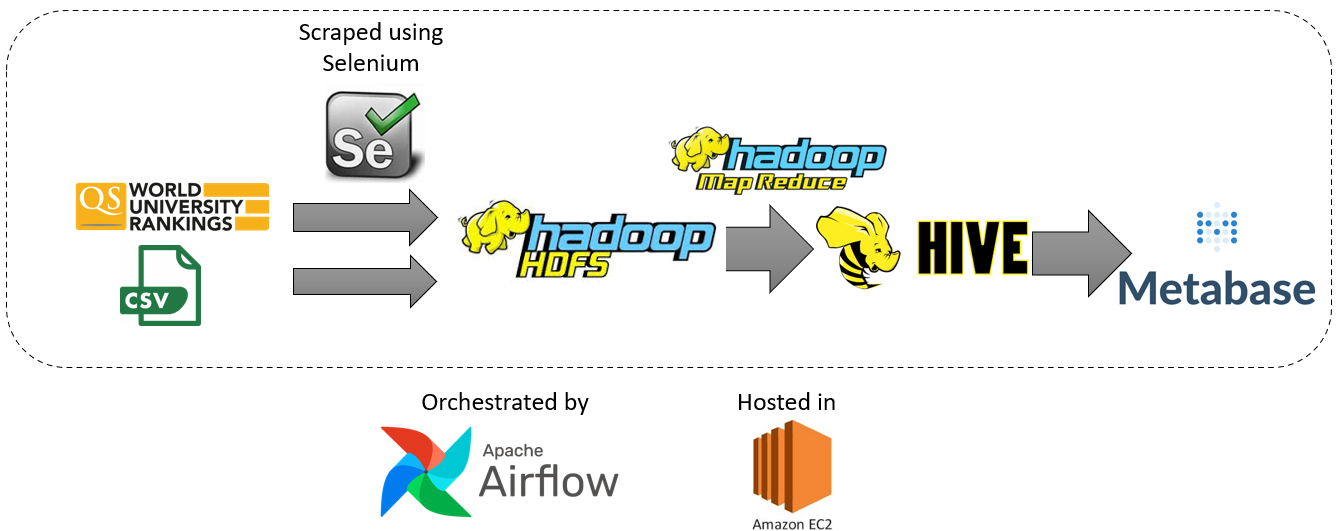 Scraped using
Selenium
Se
QS WORLD
UNIVERSITY
RANKINGS
CSV
hadoop
HDFS
hadoop
Map Reduce
HIVE
Metabase
Orchestrated by
Apache
Airflow
Hosted in
Amazon EC2